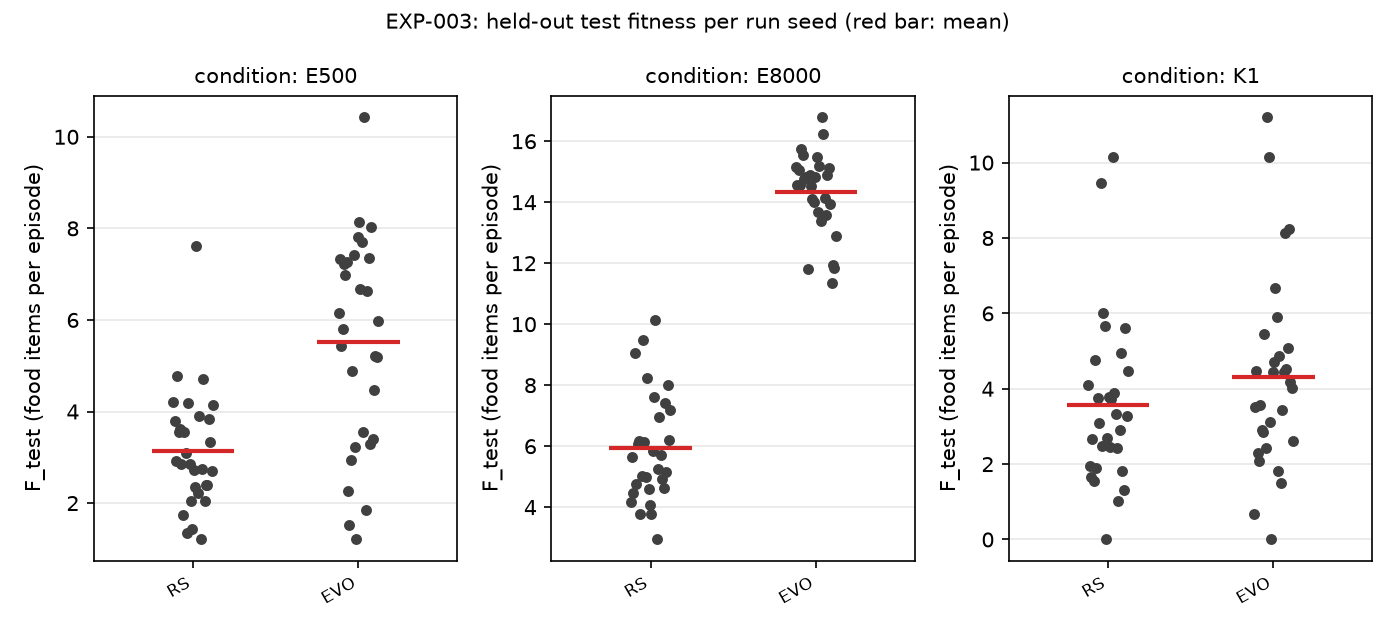 EXP-003: held-out test fitness per run seed (red bar: mean)
condition: E500
F_test (food items per episode)
10
8
6
4
2
RS
EVO
condition: E8000
F_test (food items per episode)
16
14
12
10
8
6
4
RS
EVO
condition: K1
F_test (food items per episode)
10
8
6
4
2
0
RS
EVO